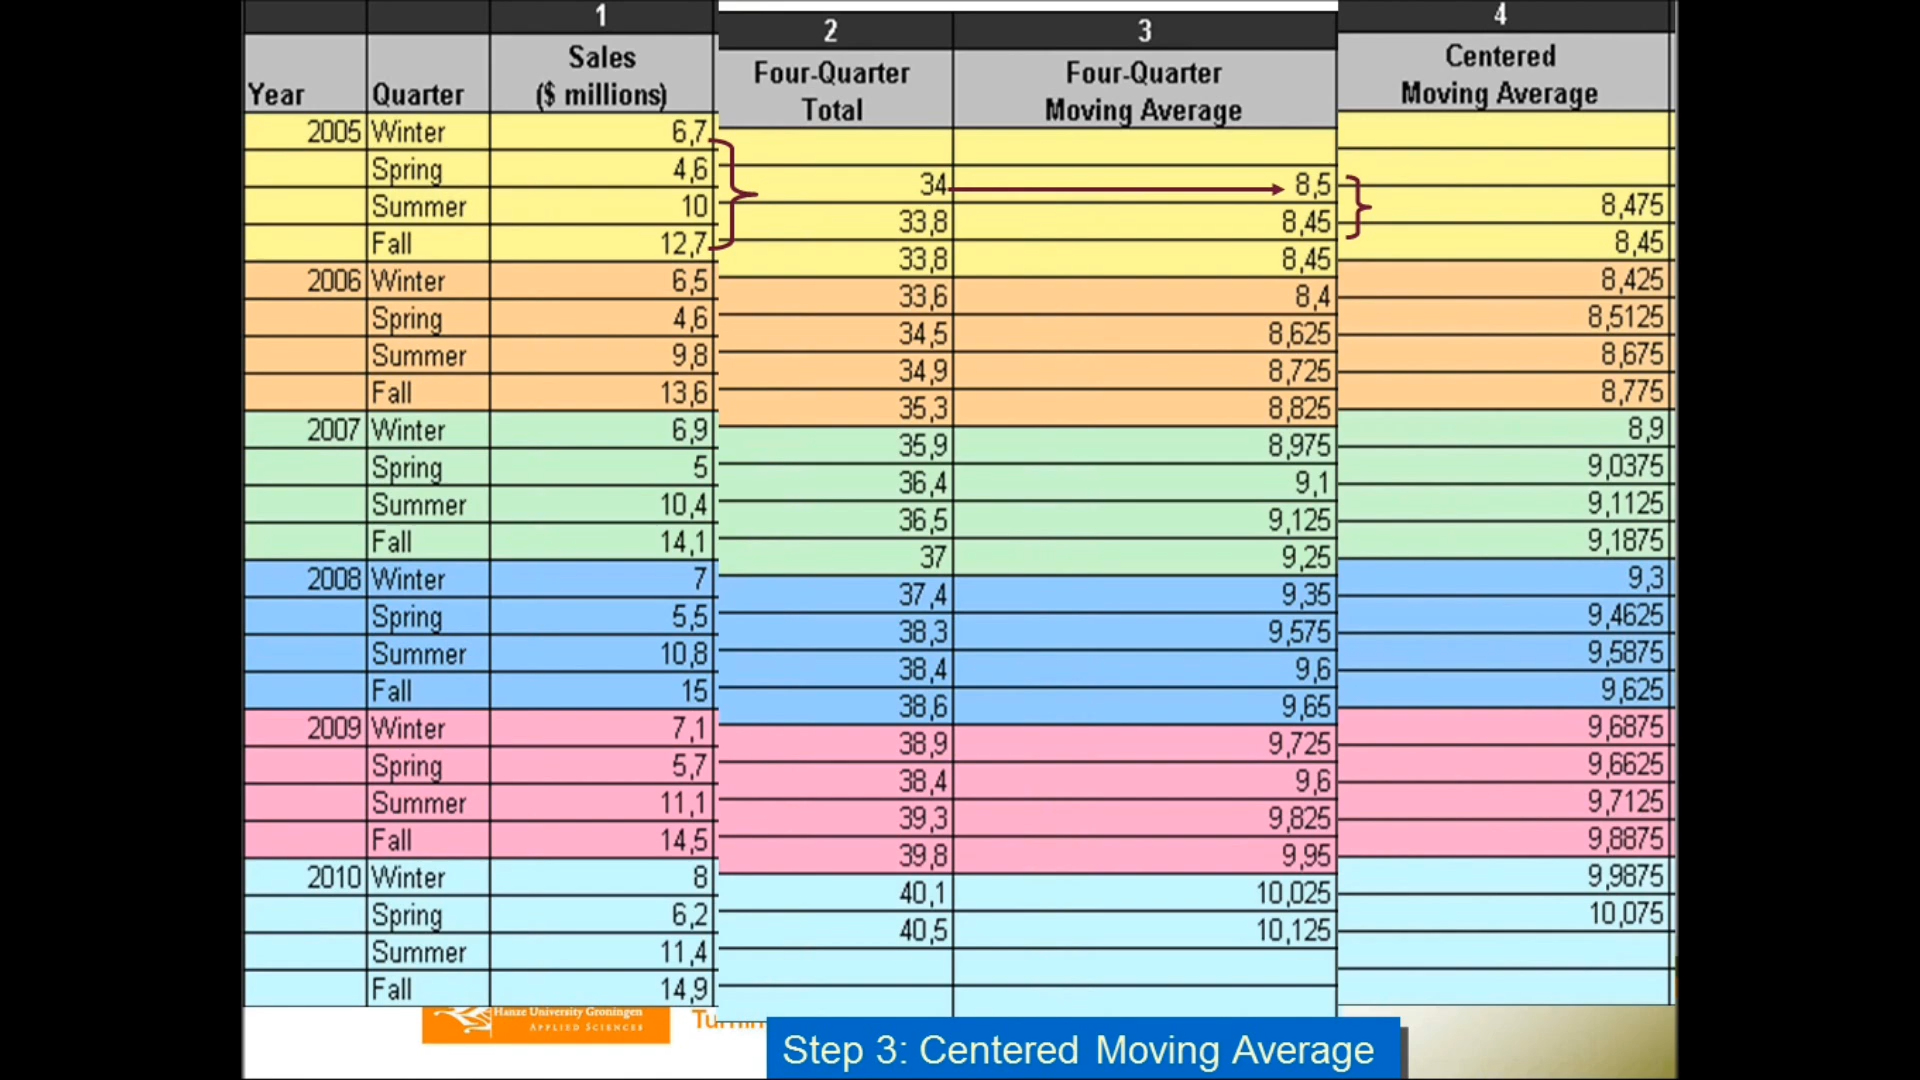 1 2 3 4
Year Quarter Sales ($ millions) Four-Quarter Total Four-Quarter Moving Average Centered Moving Average
2005 Winter 6,7
Spring 4,6 34 8,5
Summer 10 33,8 8,45 8,475
Fall 12,7 33,8 8,45 8,45
2006 Winter 6,5 33,6 8,4 8,425
Spring 4,6 34,5 8,625 8,5125
Summer 9,8 34,9 8,725 8,675
Fall 13,6 35,3 8,825 8,775
2007 Winter 6,9 35,9 8,975 8,9
Spring 5 36,4 9,1 9,0375
Summer 10,4 36,5 9,125 9,1125
Fall 14,1 37 9,25 9,1875
2008 Winter 7 37,4 9,35 9,3
Spring 5,5 38,3 9,575 9,4625
Summer 10,8 38,4 9,6 9,5875
Fall 15 38,6 9,65 9,625
2009 Winter 7,1 38,9 9,725 9,6875
Spring 5,7 38,4 9,6 9,6625
Summer 11,1 39,3 9,825 9,7125
Fall 14,5 39,8 9,95 9,8875
2010 Winter 8 40,1 10,025 9,9875
Spring 6,2 40,5 10,125 10,075
Summer 11,4
Fall 14,9
Hanze University Groningen
APPLIED SCIENCES
Step 3: Centered Moving Average